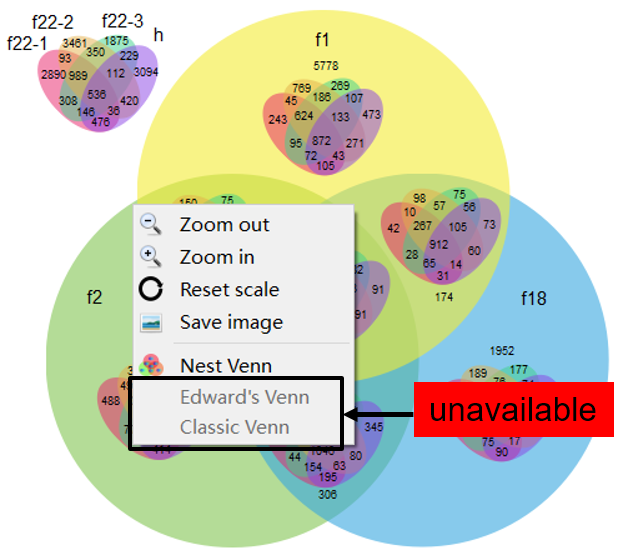 f22-2 f22-3
f22-1 h
3461 1875
93 350 229
2890 989 112 3094
536
308 146 36 420
476
f1
5778
769 269
45 186 107
243 624 133 473
95 872 271
72 43
105
150 75
98 75
10 57 56
42 267 105 73
912
28 65 14 60
31
174
Zoom out
Zoom in
Reset scale
Save image
Nest Venn
Edward's Venn
Classic Venn
91
91
f2
f18
488
1952
189 177
75 17
90
unavailable
345
44 80
154 63
195
306